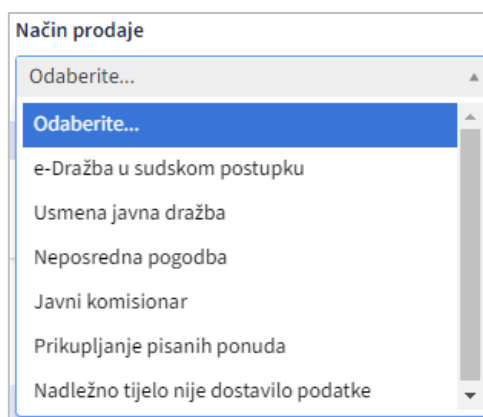 Način prodaje
Odaberite...
Odaberite...
e-Dražba u sudskom postupku
Usmena javna dražba
Neposredna pogodba
Javni komisionar
Prikupljanje pisanih ponuda
Nadležno tijelo nije dostavilo podatke